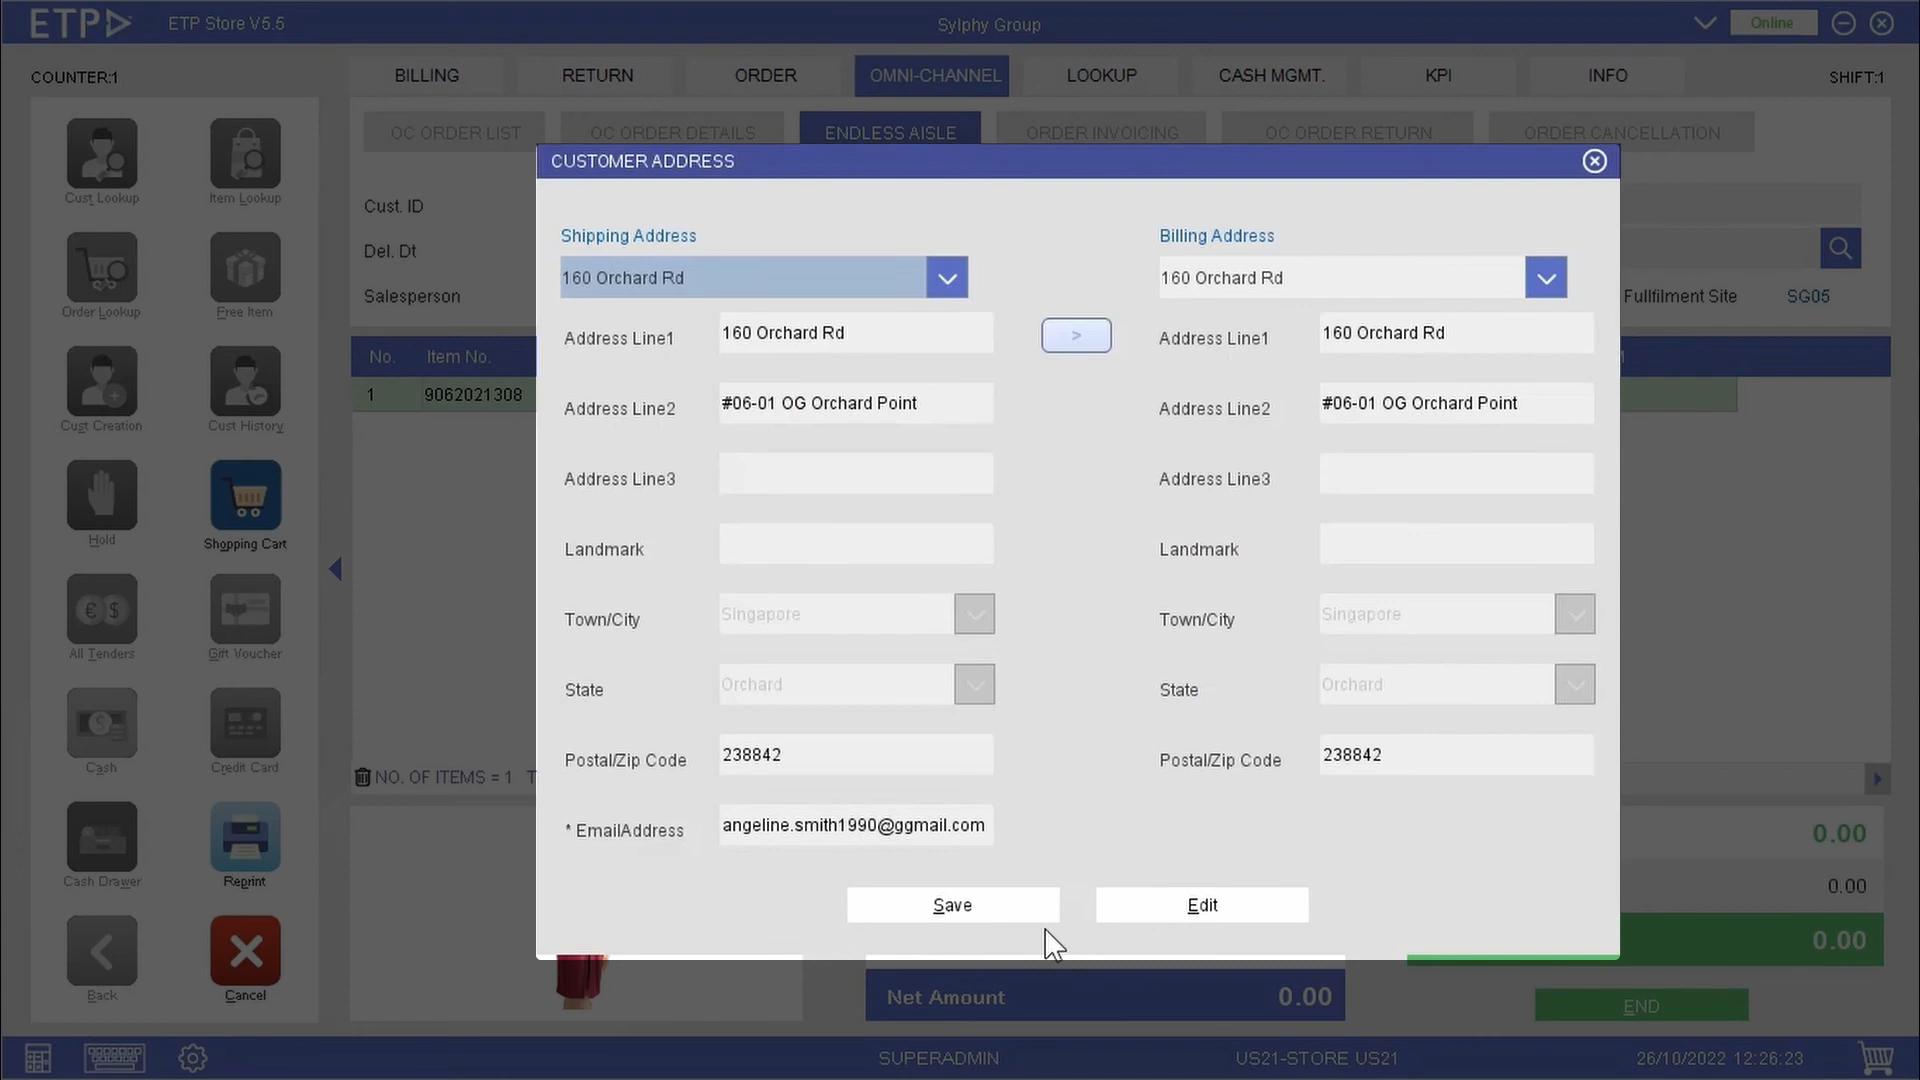 ETP
ETP Store V5.5
Sylphy Group
Online
COUNTER:1
BILLING
RETURN
ORDER
OMNI-CHANNEL
LOOKUP
CASH MGMT.
KPI
INFO
SHIFT:1
OC ORDER LIST
OC ORDER DETAILS
ENDLESS AISLE
ORDER INVOICING
OC ORDER RETURN
ORDER CANCELLATION
Cust Lookup
Item Lookup
Order Lookup
Free Item
Cust Creation
Cust History
Hold
Shopping Cart
All Tenders
Gift Voucher
Cash
Credit Card
Cash Drawer
Reprint
Back
Cancel
Cust. ID
Del. Dt
Salesperson
Fullfilment Site
SG05
No.
Item No.
1
9062021308
NO. OF ITEMS = 1
CUSTOMER ADDRESS
Shipping Address
160 Orchard Rd
Address Line1
160 Orchard Rd
Address Line2
#06-01 OG Orchard Point
Address Line3
Landmark
Town/City
Singapore
State
Orchard
Postal/Zip Code
238842
* EmailAddress
angeline.smith1990@ggmail.com
>
Billing Address
160 Orchard Rd
Address Line1
160 Orchard Rd
Address Line2
#06-01 OG Orchard Point
Address Line3
Landmark
Town/City
Singapore
State
Orchard
Postal/Zip Code
238842
Save
Edit
0.00
0.00
0.00
Net Amount
0.00
END
SUPERADMIN
US21-STORE US21
26/10/2022 12:26:23